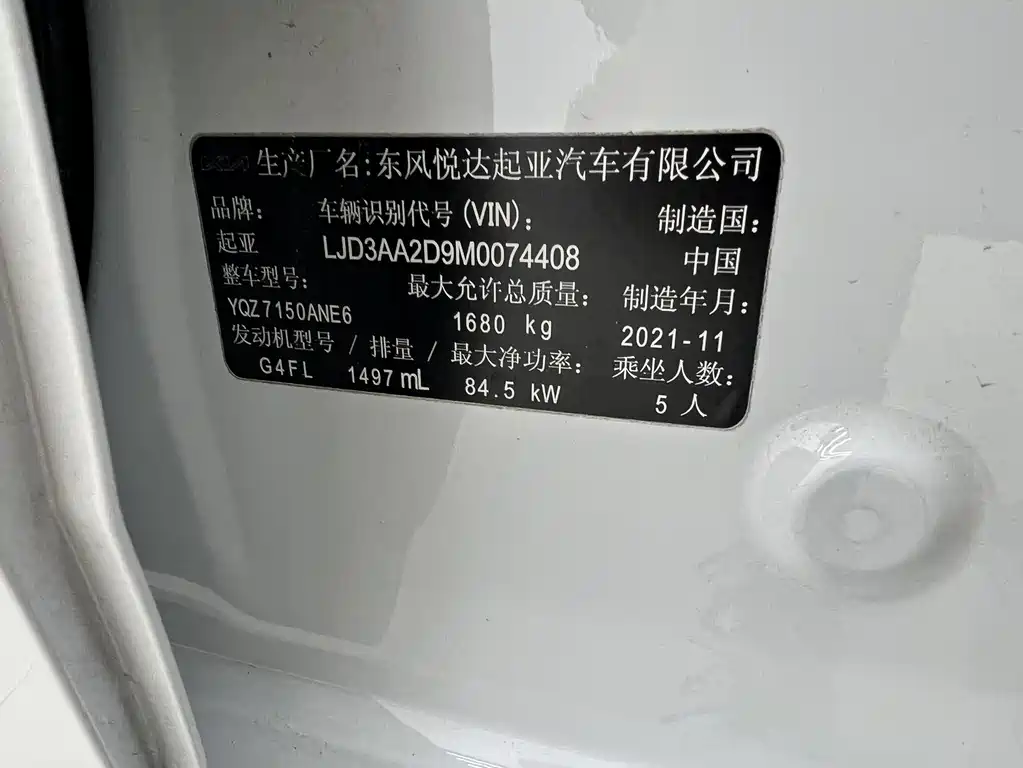 KIA 生产厂名:东风悦达起亚汽车有限公司
品牌: 车辆识别代号(VIN): 制造国:
起亚 LJD3AA2D9M0074408 中国
整车型号: 最大允许总质量: 制造年月:
YQZ7150ANE6 1680 kg 2021-11
发动机型号 / 排量 / 最大净功率: 乘坐人数:
G4FL 1497 mL 84.5 kW 5 人